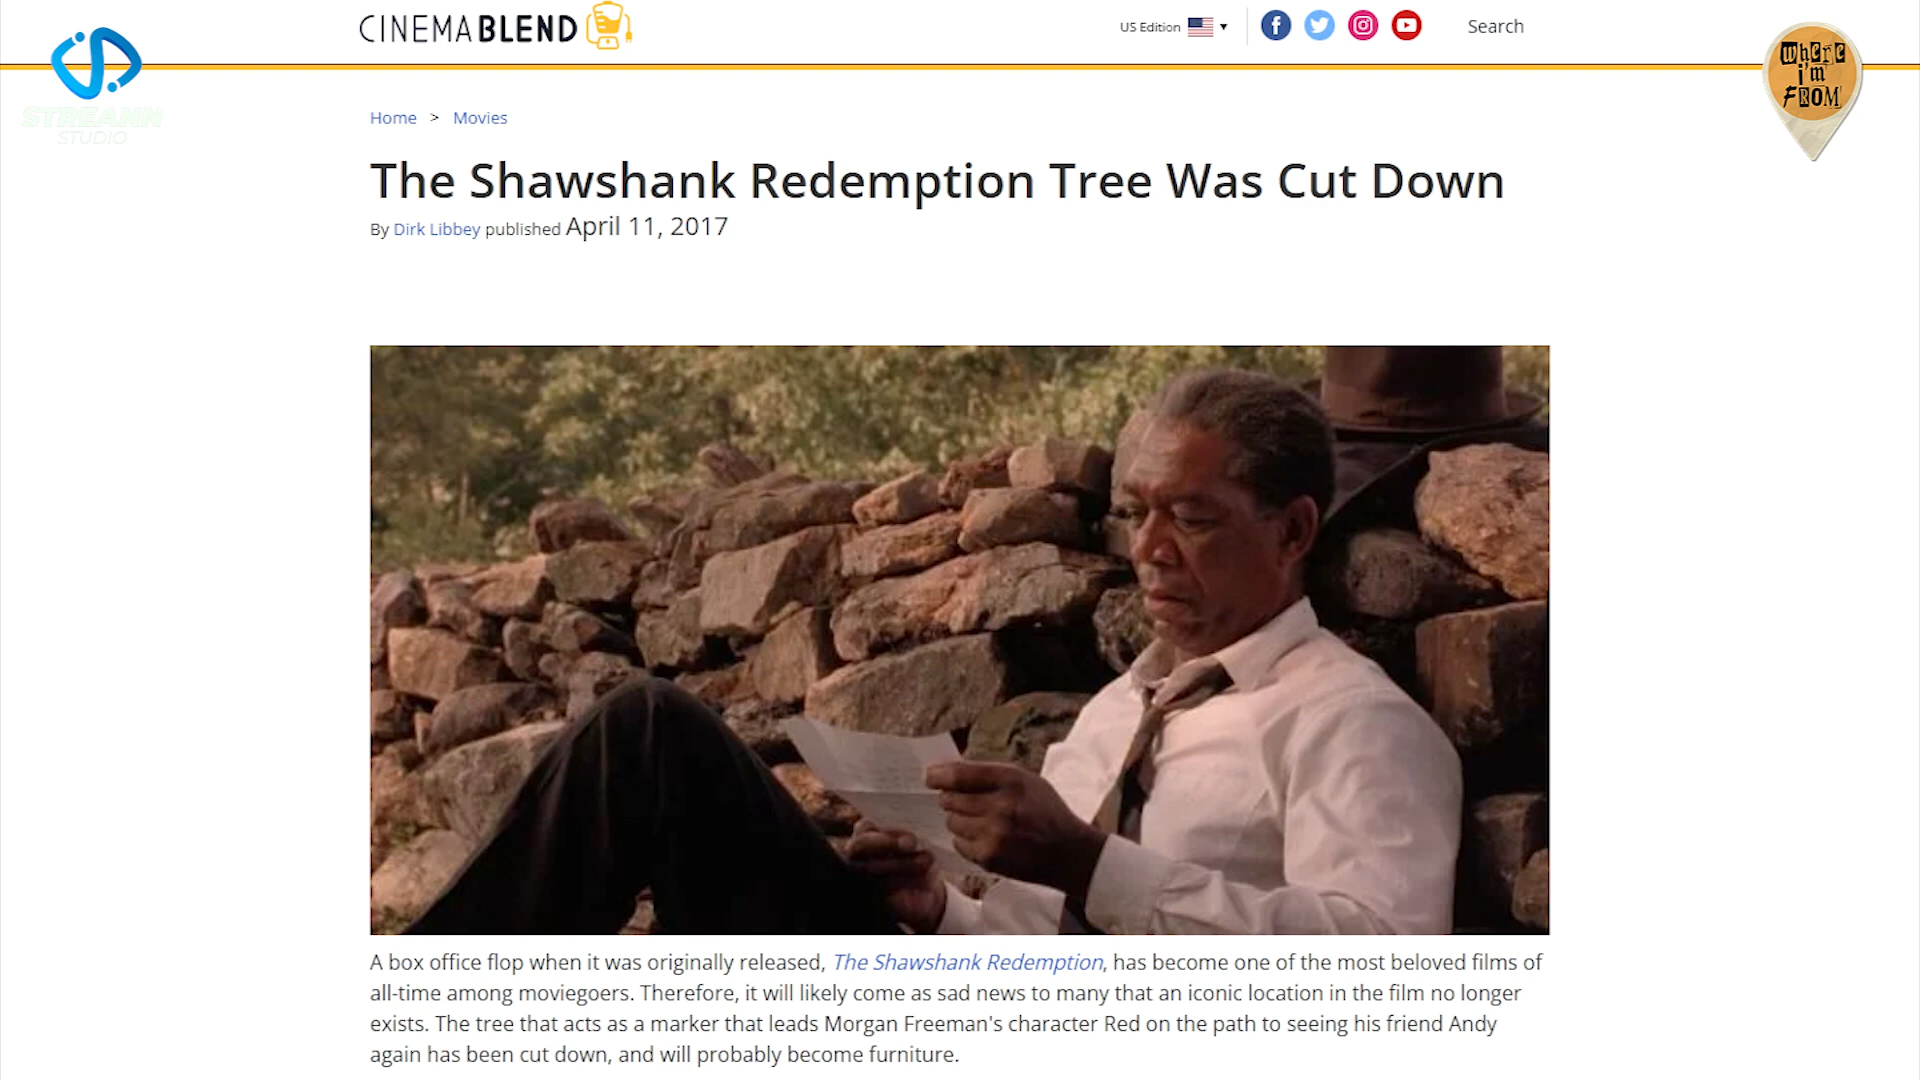 CINEMABLEND
US Edition
Search
STREANN
STUDIO
where
i'm
FROM
Home > Movies
The Shawshank Redemption Tree Was Cut Down
By Dirk Libbey published April 11, 2017
A box office flop when it was originally released, The Shawshank Redemption, has become one of the most beloved films of
all-time among moviegoers. Therefore, it will likely come as sad news to many that an iconic location in the film no longer
exists. The tree that acts as a marker that leads Morgan Freeman's character Red on the path to seeing his friend Andy
again has been cut down, and will probably become furniture.